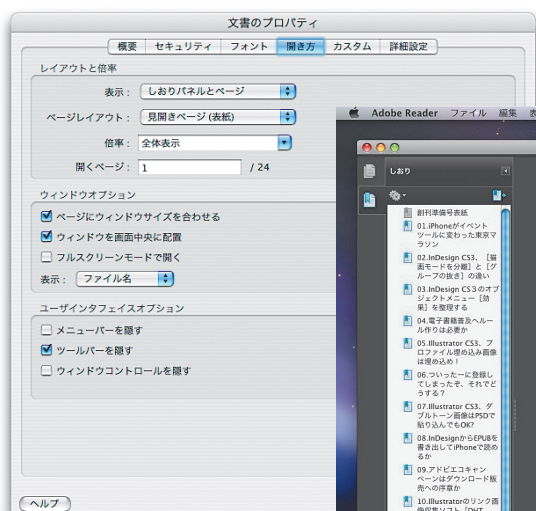 文書のプロパティ
概要 セキュリティ フォント 開き方 カスタム 詳細設定
レイアウトと倍率
表示： しおりパネルとページ
ページレイアウト： 見開きページ (表紙)
倍率： 全体表示
開くページ： 1 / 24
ウィンドウオプション
ページにウィンドウサイズを合わせる
ウィンドウを画面中央に配置
フルスクリーンモードで開く
表示： ファイル名
ユーザインタフェイスオプション
メニューバーを隠す
ツールバーを隠す
ウィンドウコントロールを隠す
ヘルプ
Adobe Reader ファイル 編集
しおり
創刊準備号表紙
01.iPhoneがイベント
ツールに変わった東京マ
ラソン
02.InDesign CS3、［描
画モードを分離］と［グ
ループの抜き］の違い
03.InDesign CS３のオブ
ジェクトメニュー［効
果］を整理する
04.電子書籍普及へルー
ル作りは必要か
05.Illustrator CS3、プ
ロファイル埋め込み画像
は埋め込め！
06.ついったーに登録し
てしまったぞ、それでど
うする？
07.Illustrator CS3、ダ
ブルトーン画像はPSDで
貼り込んでもOK?
08.InDesignからEPUBを
書き出してiPhoneで読め
るか
09.アドビエコキャン
ペーンはダウンロード販
売への序章か
10.Illustratorのリンク画